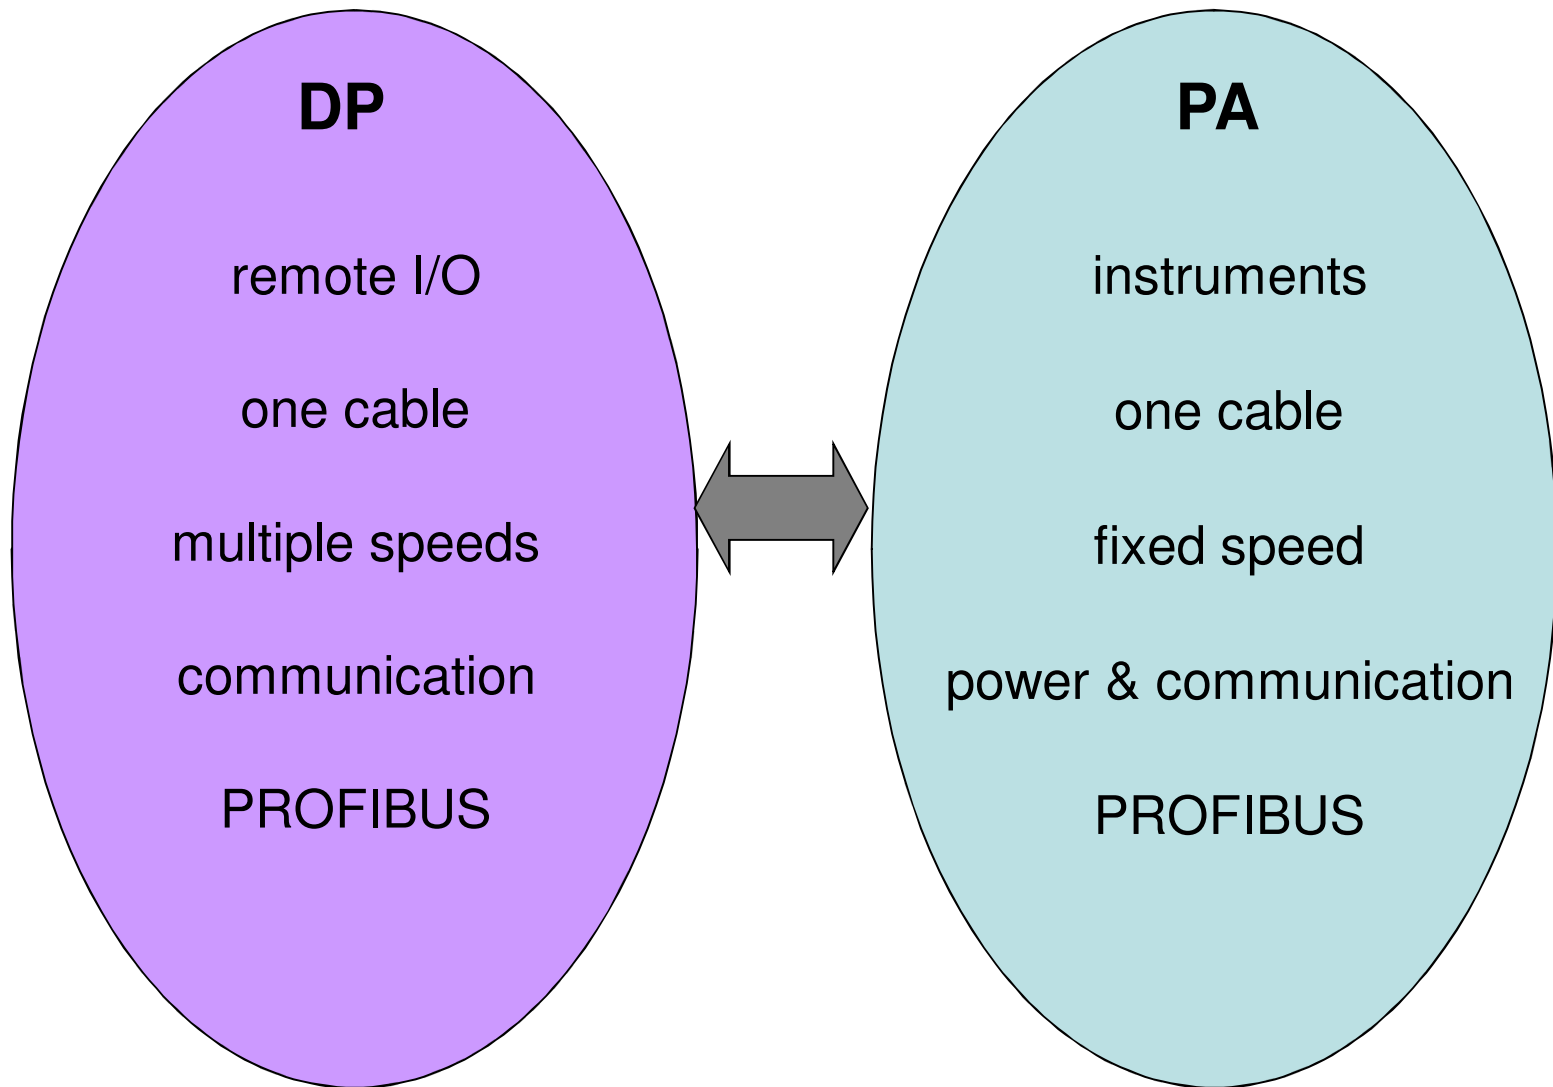 DP
remote I/O
one cable
multiple speeds
communication
PROFIBUS
PA
instruments
one cable
fixed speed
power & communication
PROFIBUS